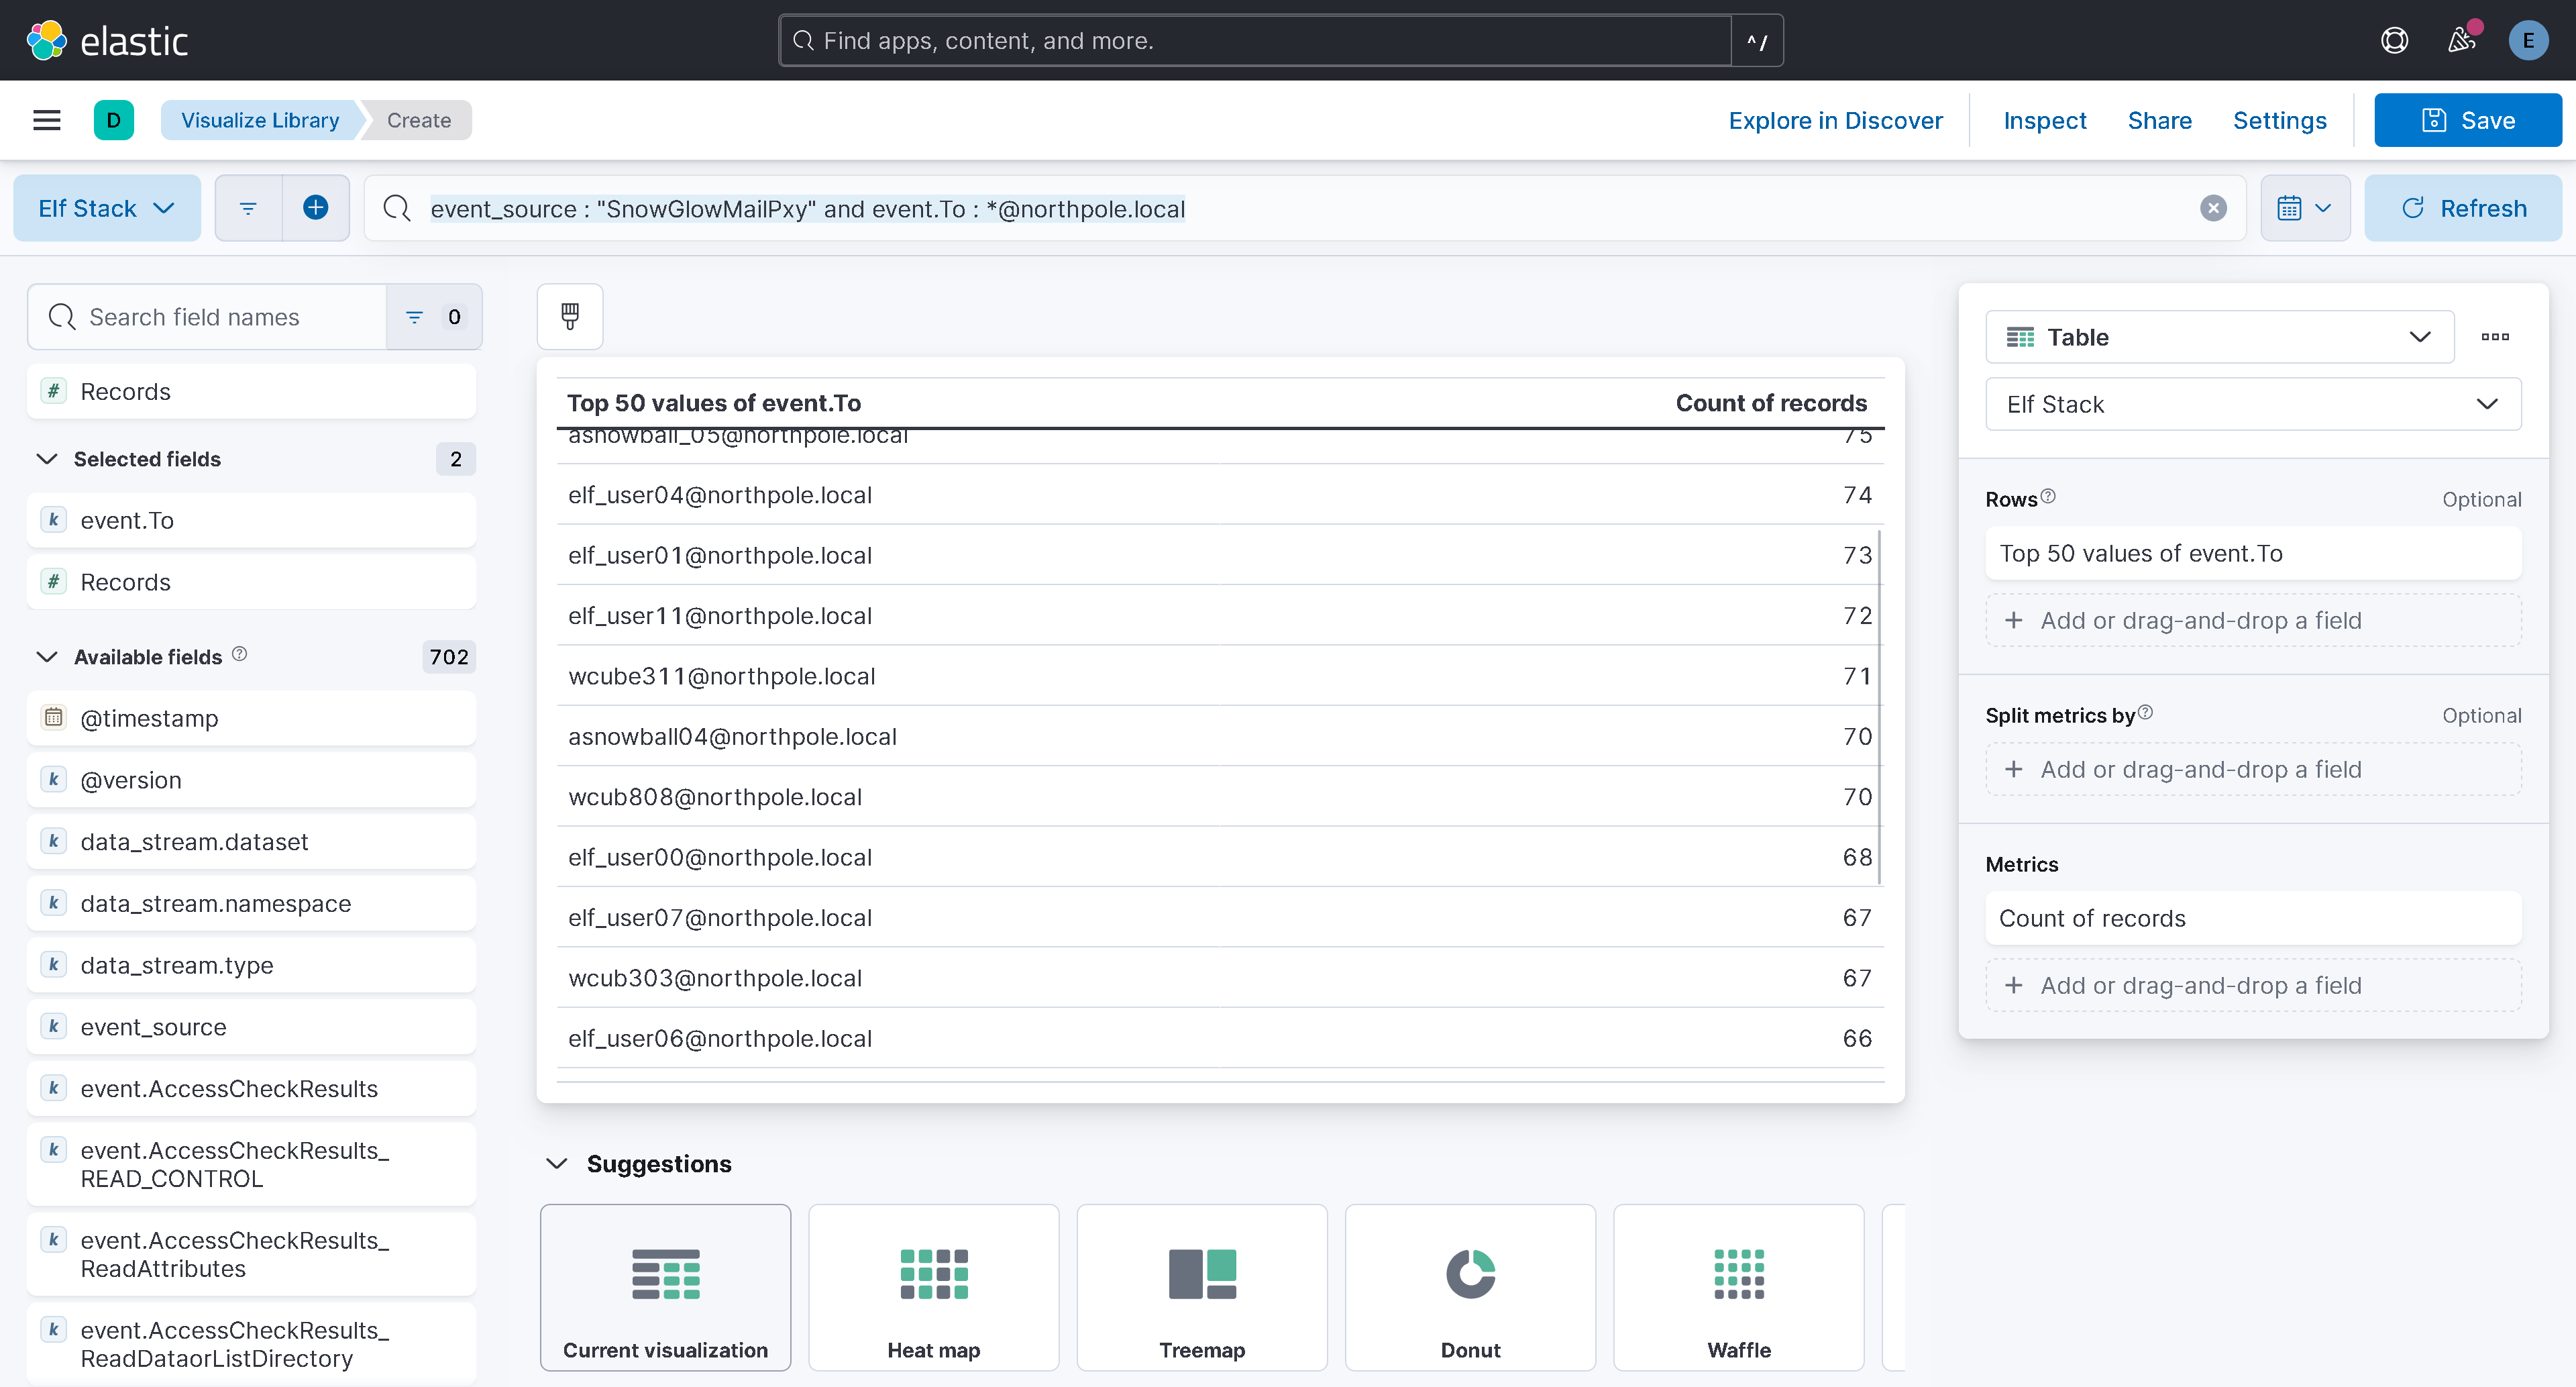 elastic
Find apps, content, and more.
^ /
E
D
Visualize Library
Create
Explore in Discover
Inspect
Share
Settings
Save
Elf Stack
event_source : "SnowGlowMailPxy" and event.To : *@northpole.local
Refresh
Search field names
0
# Records
Selected fields
2
k event.To
# Records
Available fields
702
@timestamp
k @version
k data_stream.dataset
k data_stream.namespace
k data_stream.type
k event_source
k event.AccessCheckResults
k event.AccessCheckResults_
READ_CONTROL
k event.AccessCheckResults_
ReadAttributes
k event.AccessCheckResults_
ReadDataorListDirectory
Top 50 values of event.To Count of records
asnowball_05@northpole.local 75
elf_user04@northpole.local 74
elf_user01@northpole.local 73
elf_user11@northpole.local 72
wcube311@northpole.local 71
asnowball04@northpole.local 70
wcub808@northpole.local 70
elf_user00@northpole.local 68
elf_user07@northpole.local 67
wcub303@northpole.local 67
elf_user06@northpole.local 66
Suggestions
Current visualization
Heat map
Treemap
Donut
Waffle
Table
Elf Stack
Rows Optional
Top 50 values of event.To
+ Add or drag-and-drop a field
Split metrics by Optional
+ Add or drag-and-drop a field
Metrics
Count of records
+ Add or drag-and-drop a field